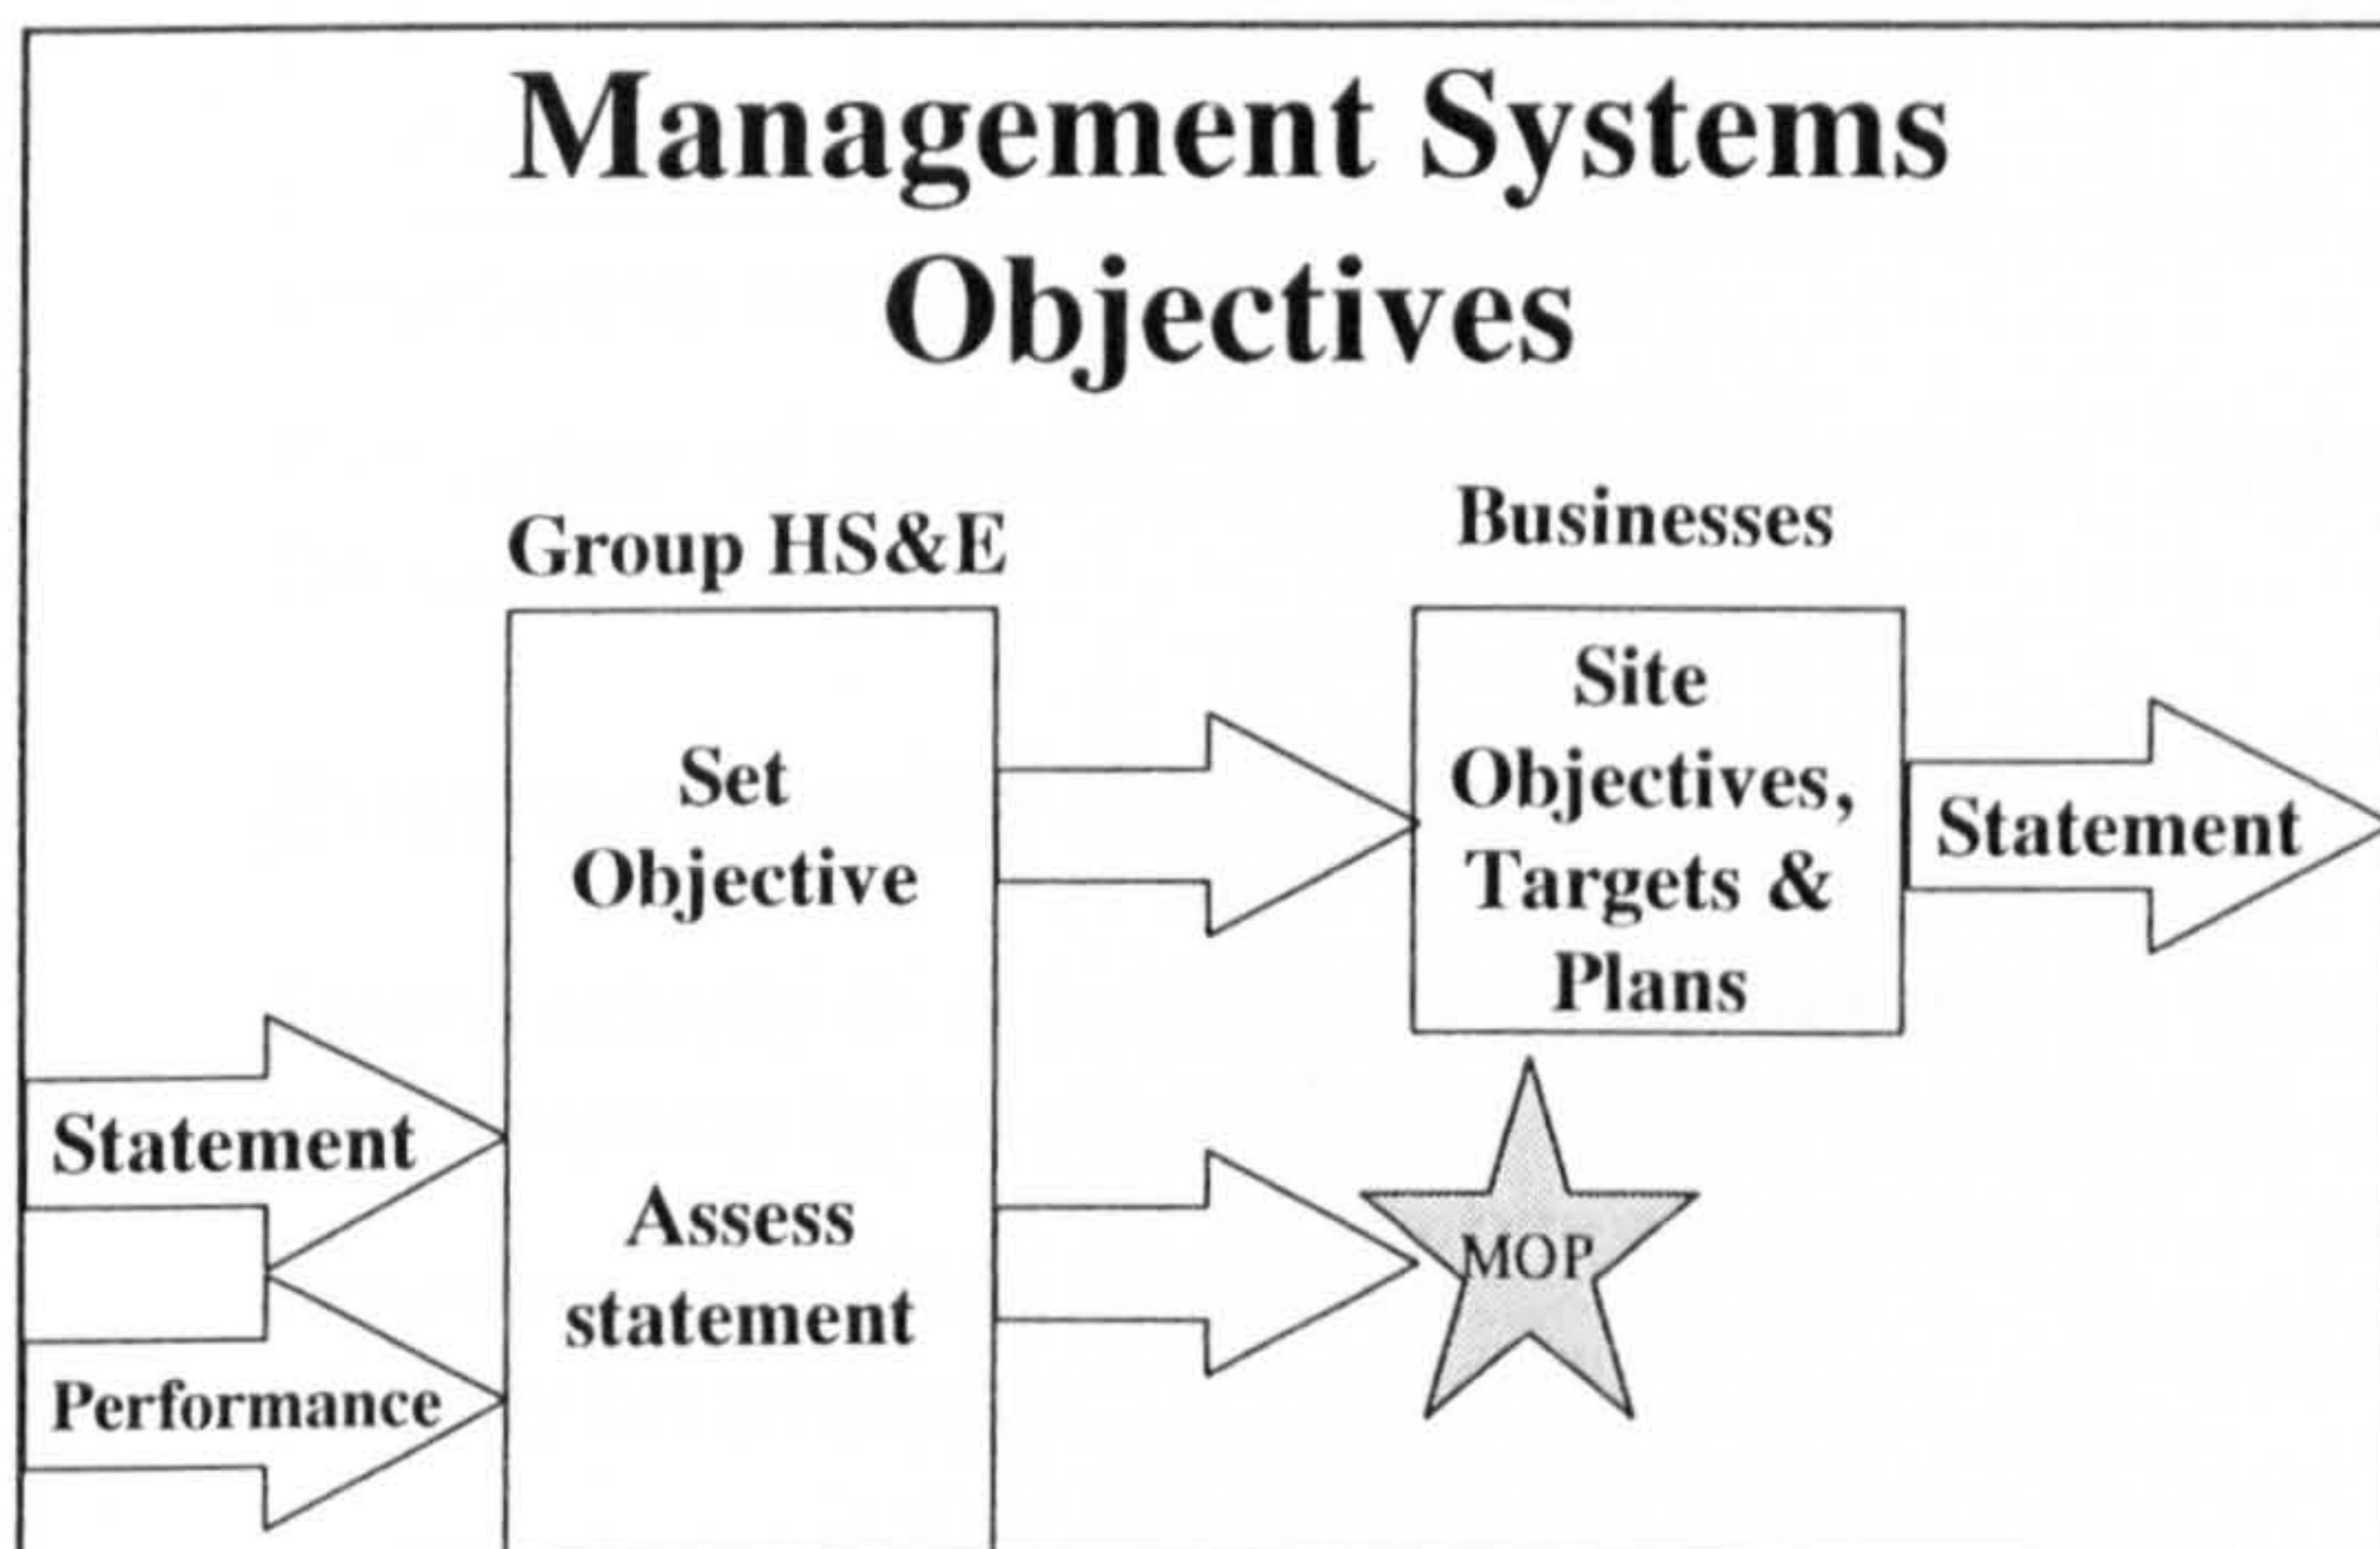 Management Systems
Objectives
Group HS&E
Businesses
Set
Objective
Site
Objectives,
Targets &
Plans
Statement
Statement
Assess
statement
MOP
Performance